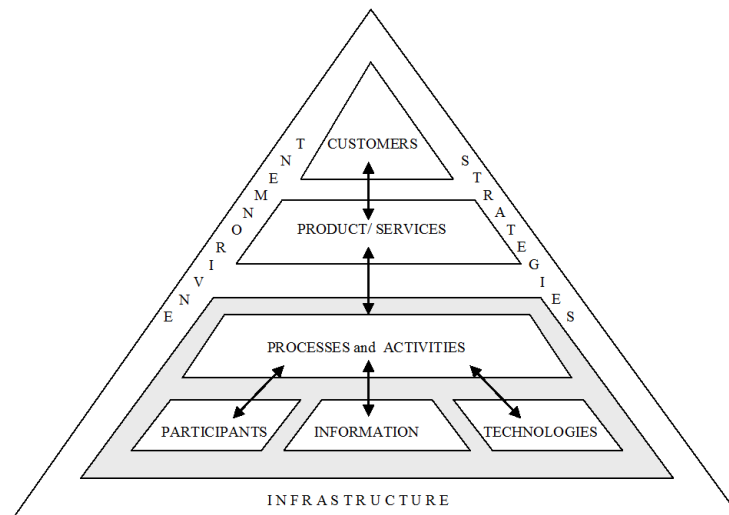 CUSTOMERS
ENVIRONMENT
STRATEGIES
PRODUCT/ SERVICES
PROCESSES and ACTIVITIES
PARTICIPANTS
INFORMATION
TECHNOLOGIES
INFRASTRUCTURE